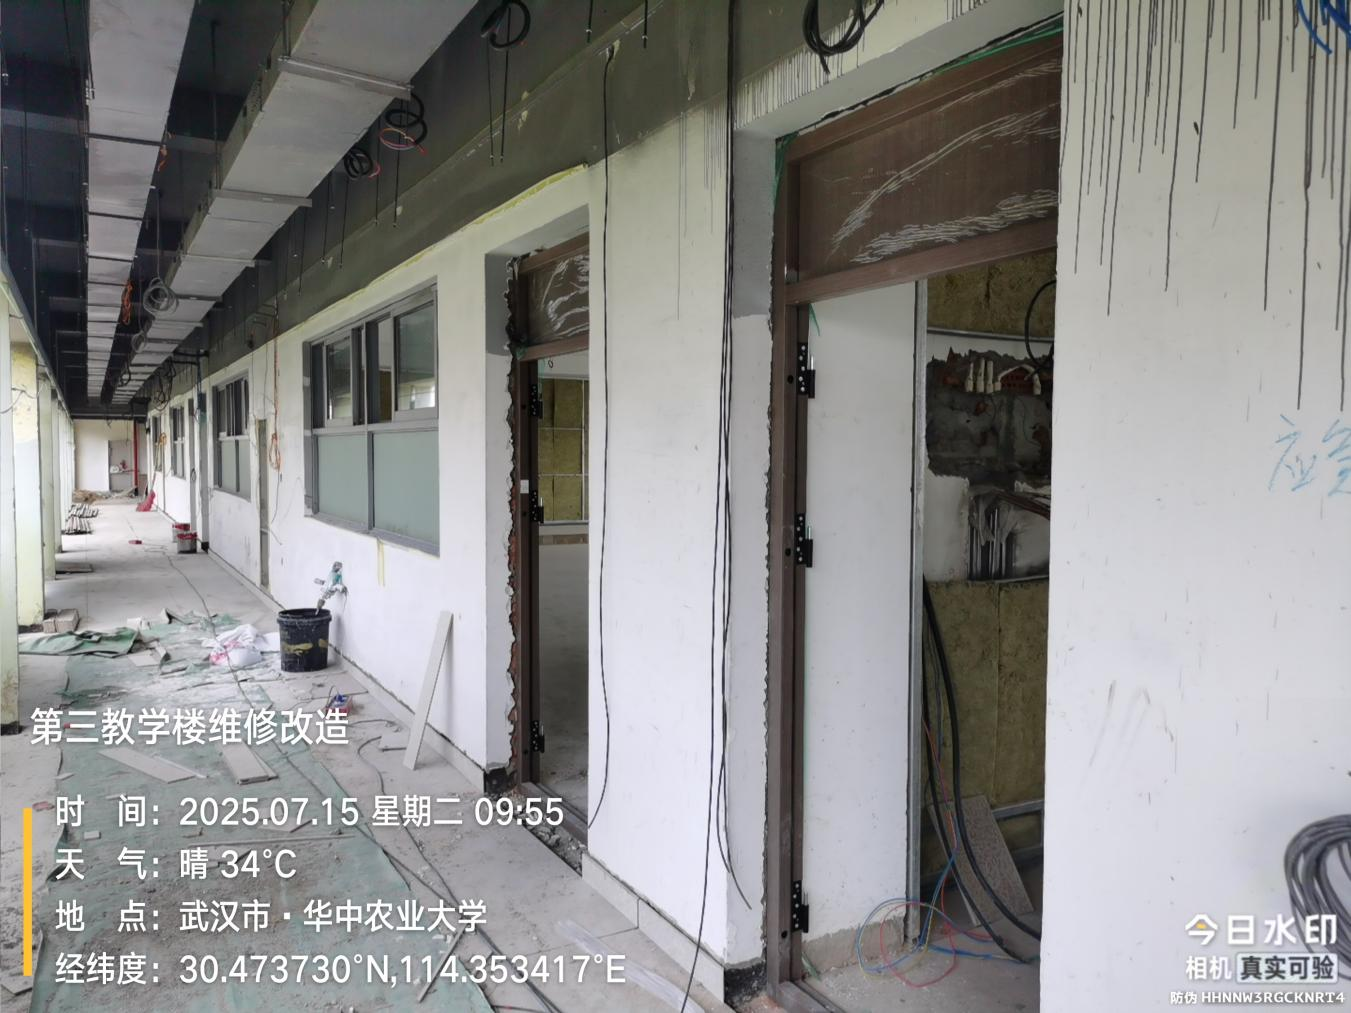 应急
第三教学楼维修改造
时 间：2025.07.15 星期二 09:55
天 气：晴 34°C
地 点：武汉市·华中农业大学
经纬度：30.473730°N,114.353417°E
今日水印
相机 真实可验
防伪 HHNNW3RGCKNRT4